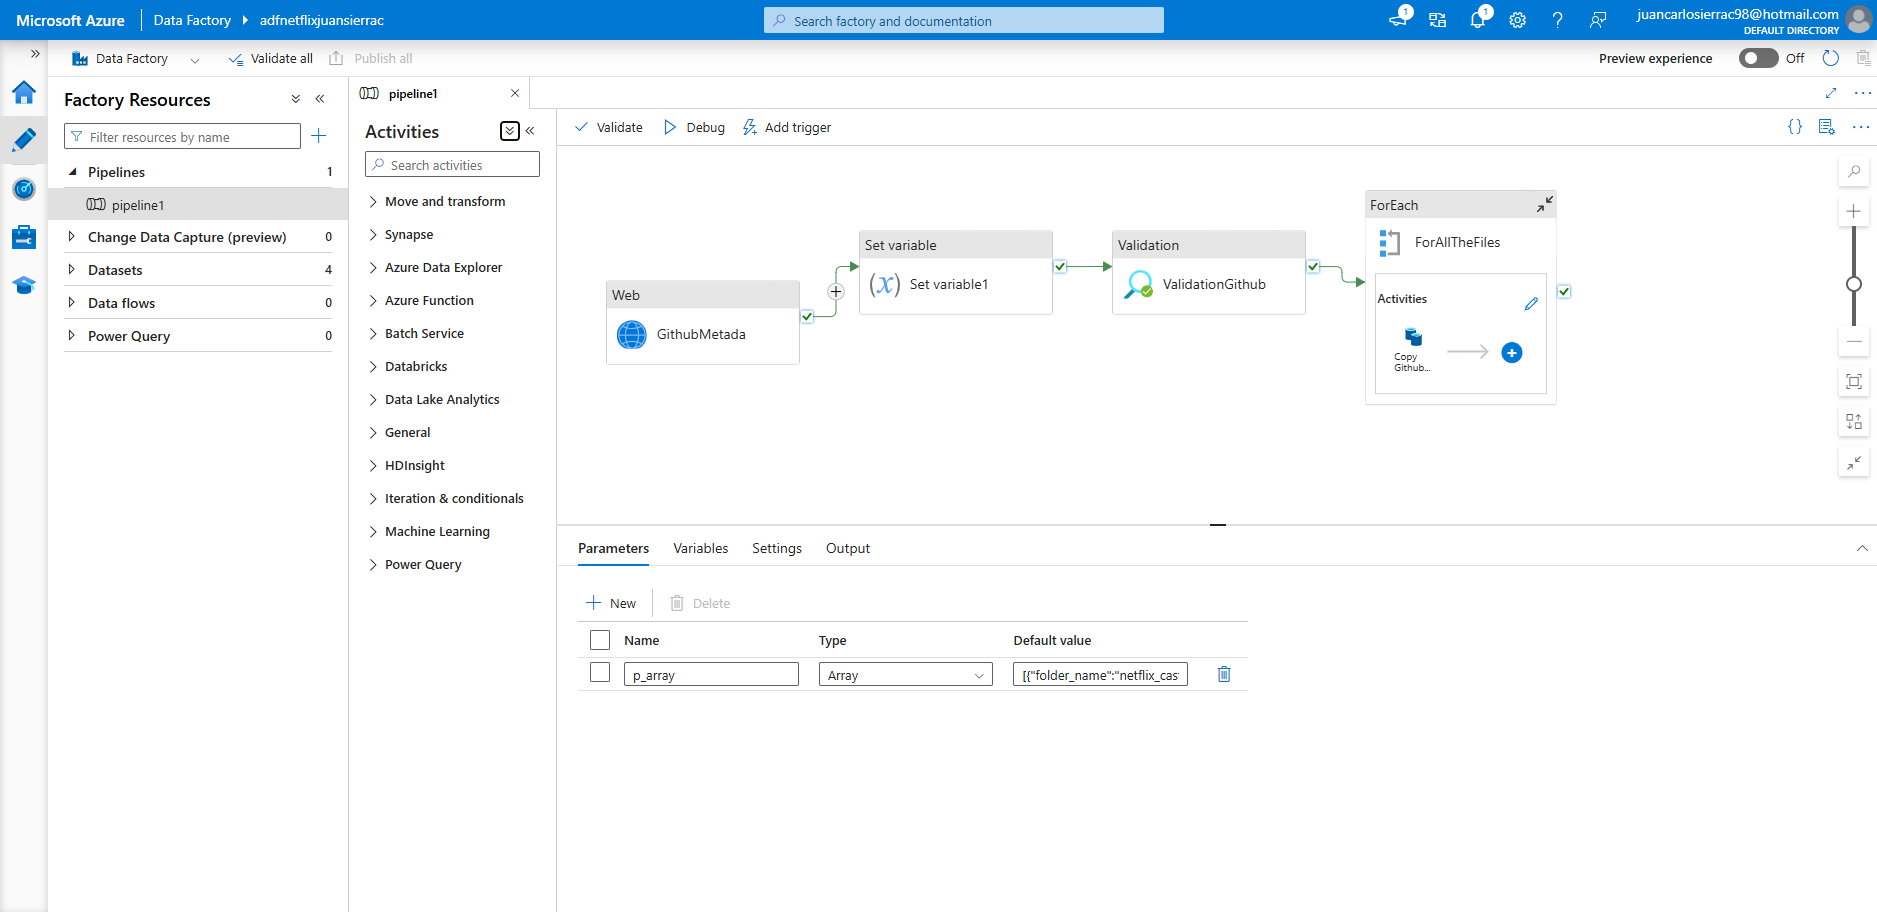 Microsoft Azure
Data Factory
adfnetflixjuansierrac
Search factory and documentation
1
1
juancarlosierrac98@hotmail.com
DEFAULT DIRECTORY
Data Factory
Validate all
Publish all
Preview experience
Off
Factory Resources
Filter resources by name
Pipelines 1
pipeline1
Change Data Capture (preview) 0
Datasets 4
Data flows 0
Power Query 0
pipeline1
Activities
Search activities
Move and transform
Synapse
Azure Data Explorer
Azure Function
Batch Service
Databricks
Data Lake Analytics
General
HDInsight
Iteration & conditionals
Machine Learning
Power Query
Validate
Debug
Add trigger
Web
GithubMetada
Set variable
(x) Set variable1
Validation
ValidationGithub
ForEach
ForAllTheFiles
Activities
Copy
Github...
Parameters
Variables
Settings
Output
New
Delete
Name Type Default value
p_array Array [{"folder_name":"netflix_cas